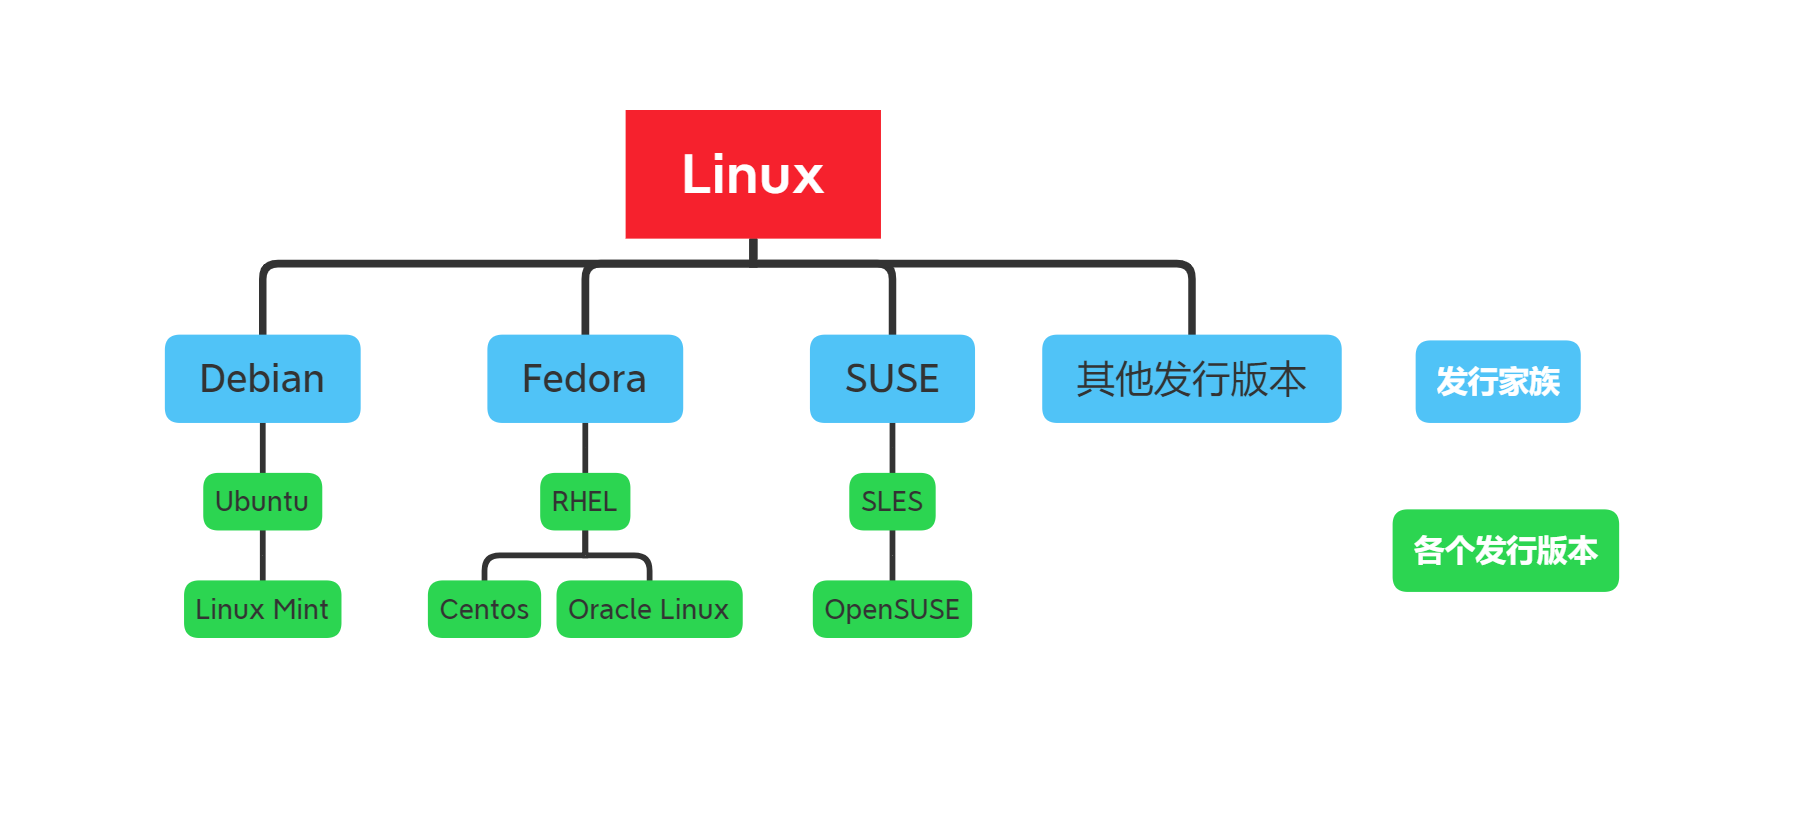 Linux
Debian
Fedora
SUSE
其他发行版本
发行家族
Ubuntu
RHEL
SLES
各个发行版本
Linux Mint
Centos
Oracle Linux
OpenSUSE